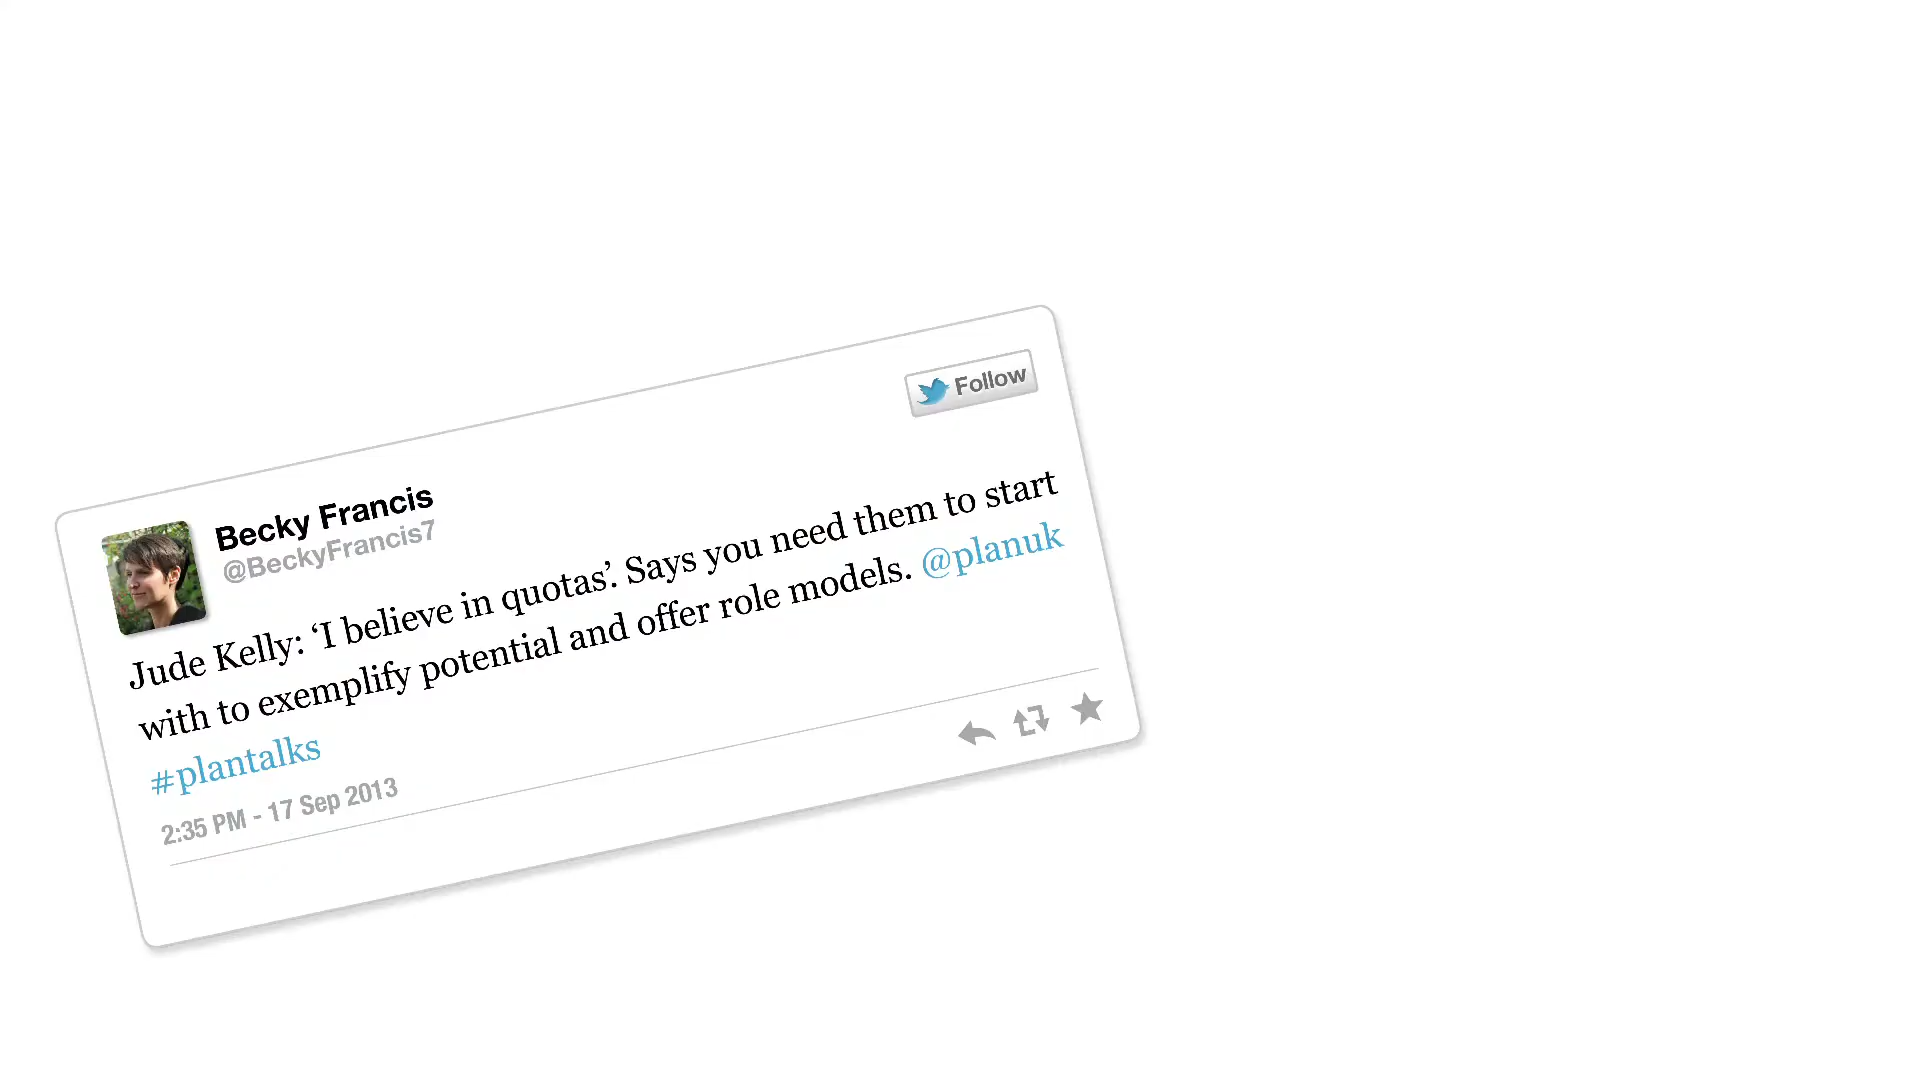 Follow
Becky Francis
@BeckyFrancis7
Jude Kelly: ‘I believe in quotas’. Says you need them to start
with to exemplify potential and offer role models. @planuk
#plantalks
2:35 PM - 17 Sep 2013